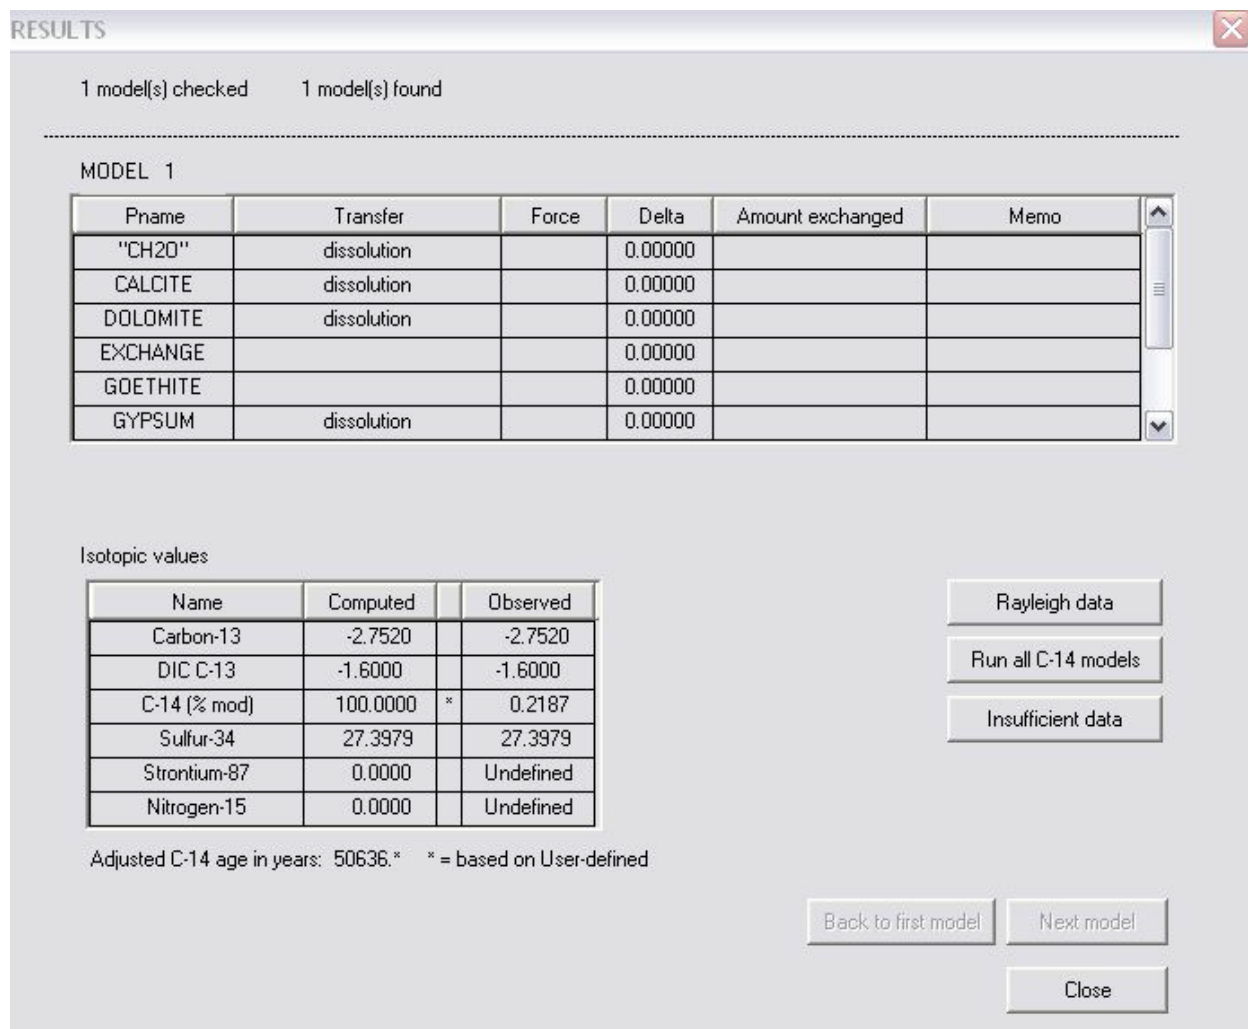 RESULTS
1 model(s) checked 1 model(s) found
MODEL 1
Pname Transfer Force Delta Amount exchanged Memo
"CH2O" dissolution 0.00000
CALCITE dissolution 0.00000
DOLOMITE dissolution 0.00000
EXCHANGE 0.00000
GOETHITE 0.00000
GYPSUM dissolution 0.00000
Isotopic values
Name Computed Observed
Carbon-13 -2.7520 -2.7520
DIC C-13 -1.6000 -1.6000
C-14 (% mod) 100.0000 * 0.2187
Sulfur-34 27.3979 27.3979
Strontium-87 0.0000 Undefined
Nitrogen-15 0.0000 Undefined
Rayleigh data
Run all C-14 models
Insufficient data
Adjusted C-14 age in years: 50636.* * = based on User-defined
Back to first model Next model
Close